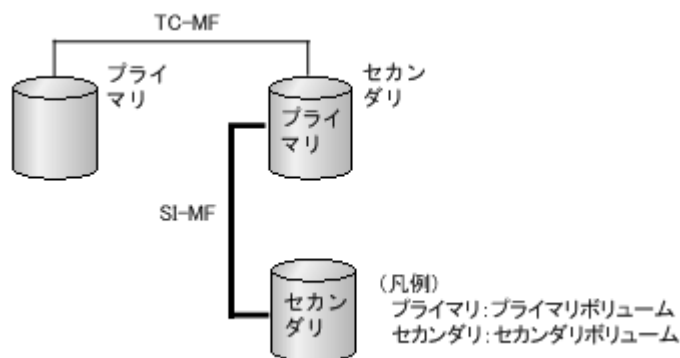 TC-MF
プライ
マリ
セカン
ダリ
プライ
マリ
SI-MF
セカン
ダリ
(凡例)
プライマリ:プライマリボリューム
セカンダリ:セカンダリボリューム